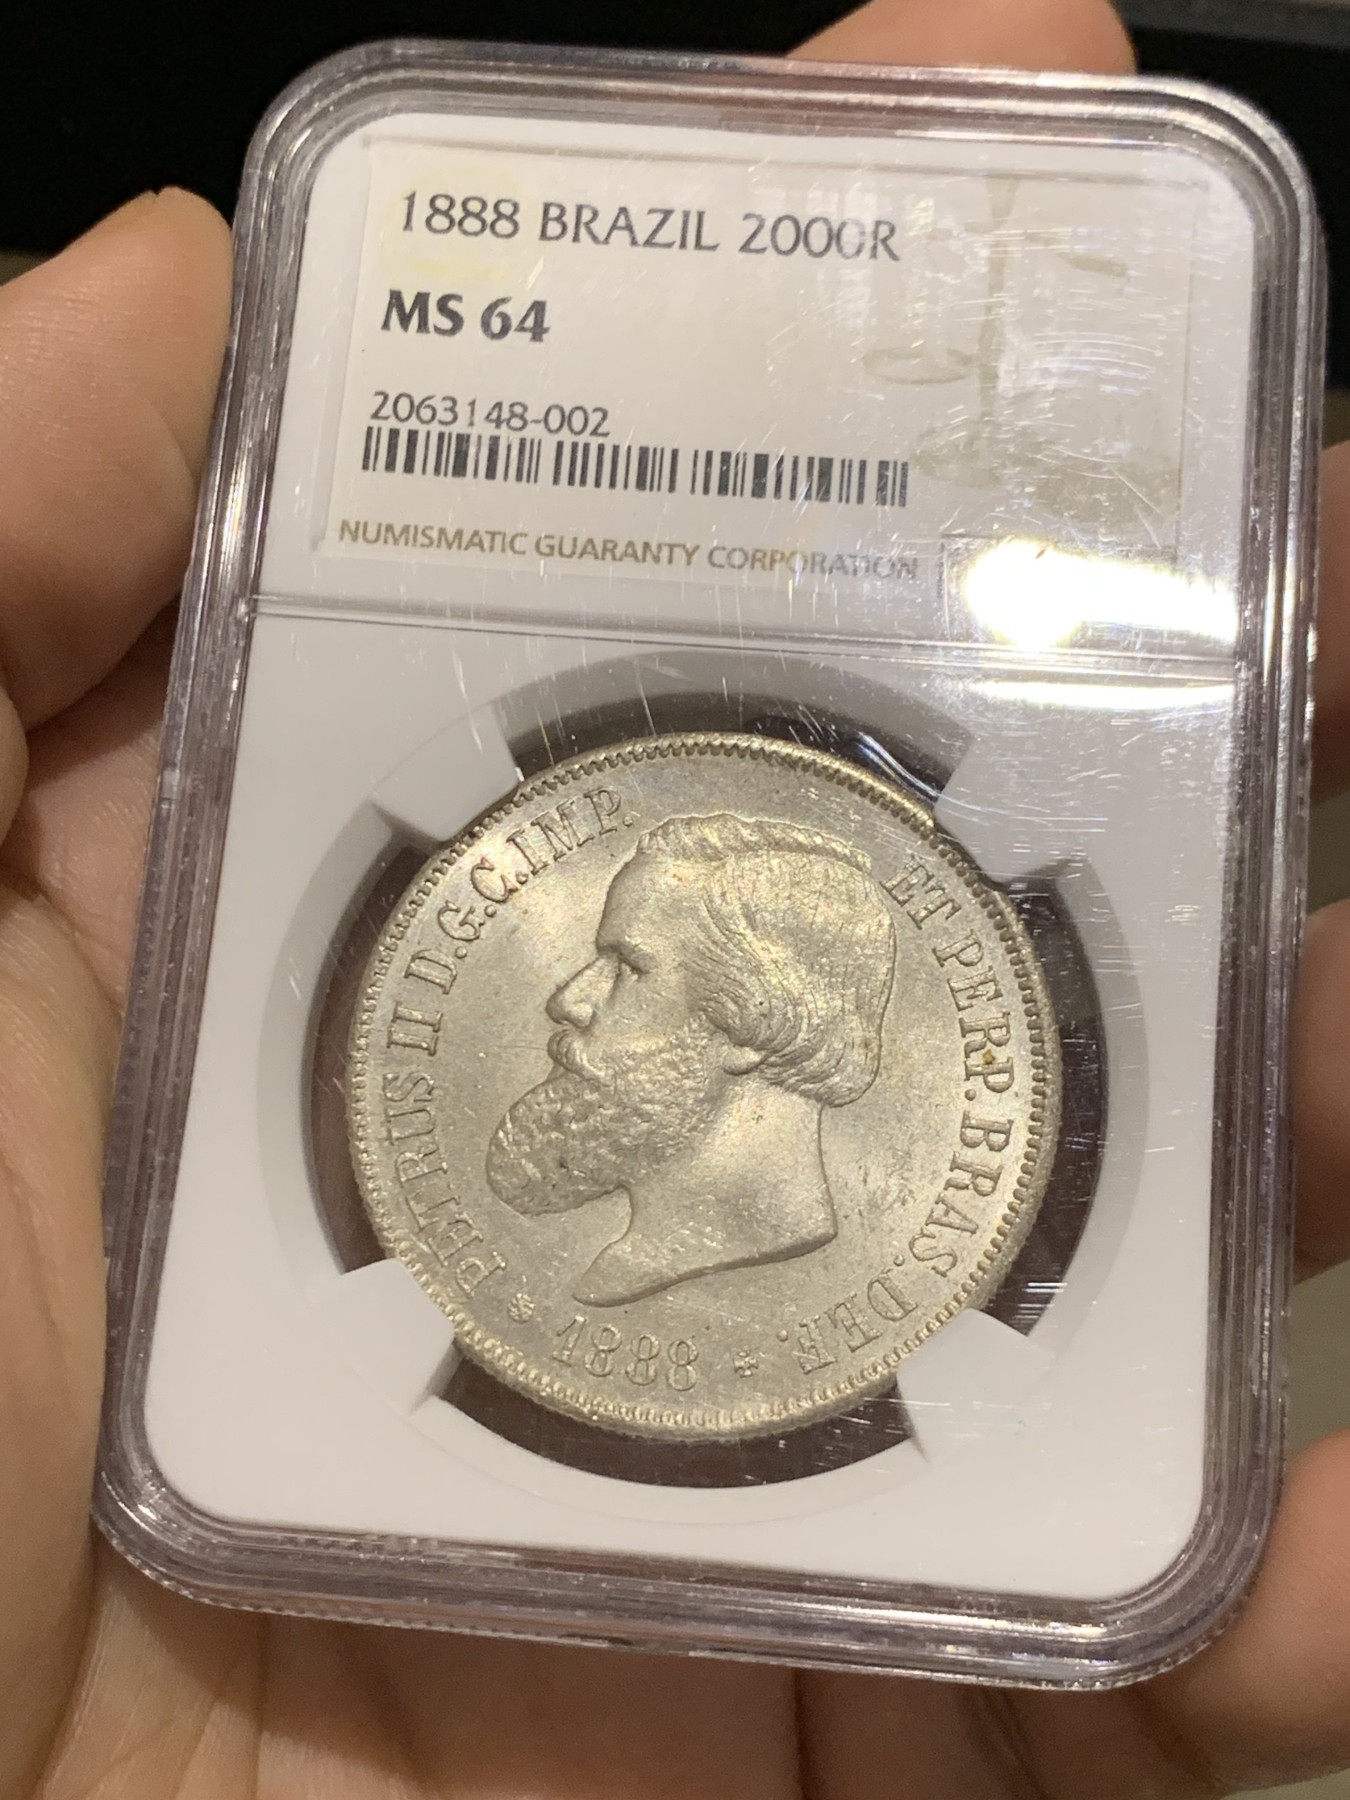 1888 BRAZIL 2000R
MS 64
2063148-002
NUMISMATIC GUARANTY CORPORATION
PETRUS II D.G.C.IMP. ET PERP.BRAS.DEF.
1888